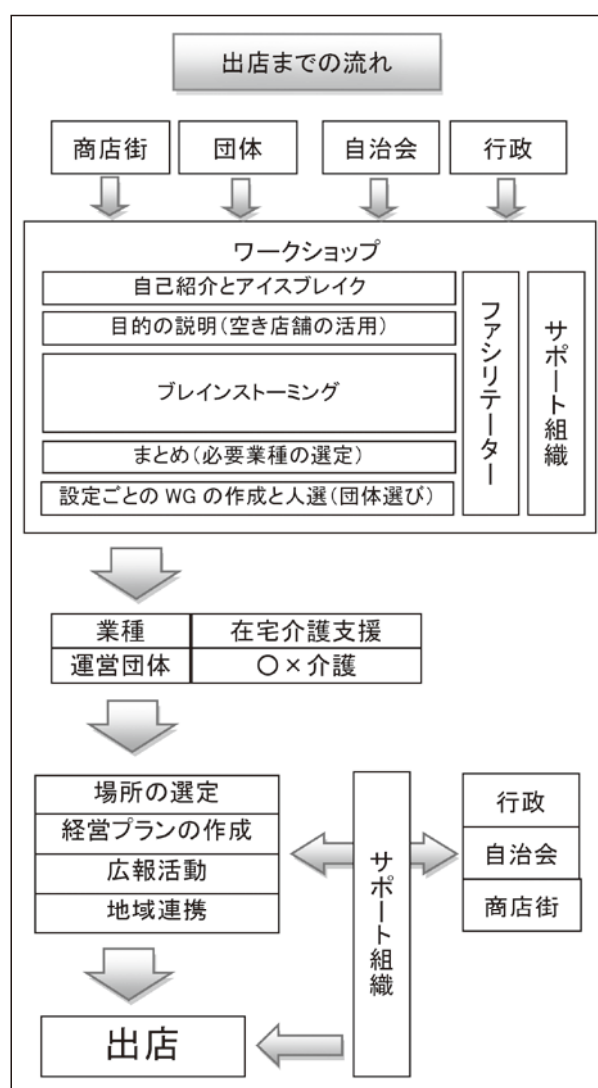 出店までの流れ
商店街
団体
自治会
行政
ワークショップ
自己紹介とアイスブレイク
目的の説明(空き店舗の活用)
ブレインストーミング
まとめ(必要業種の選定)
設定ごとの WG の作成と人選(団体選び)
ファシリテーター
サポート組織
業種 在宅介護支援
運営団体 〇×介護
場所の選定
経営プランの作成
広報活動
地域連携
サポート組織
行政
自治会
商店街
出店